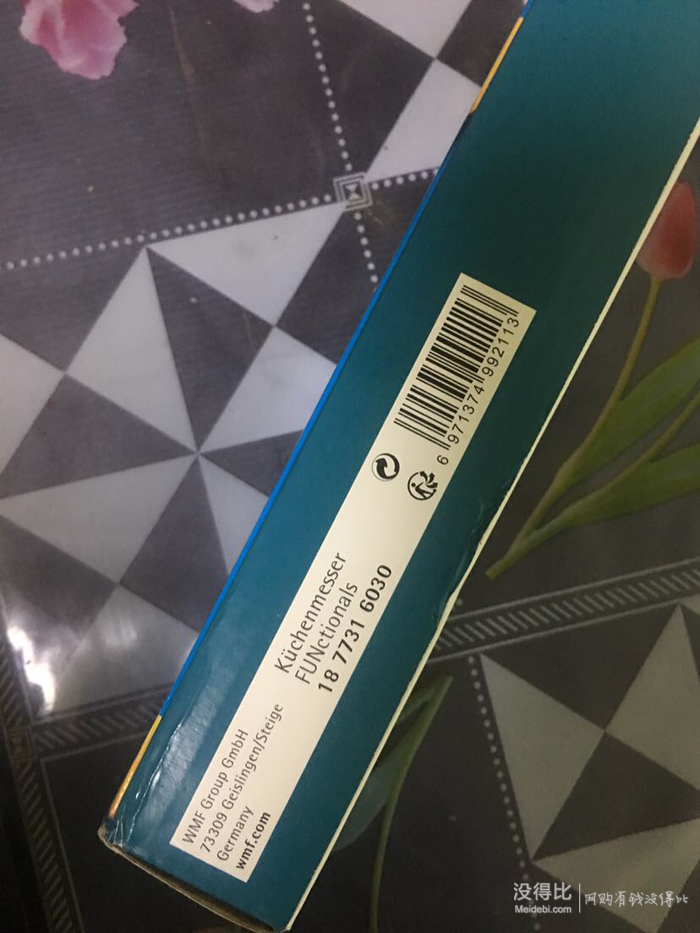 6 971374 992113
Küchenmesser
FUNctionals
18 7731 6030
WMF Group GmbH
73309 Geislingen/Steige
Germany
wmf.com
没得比
Meidebi.com
网购有钱没得比